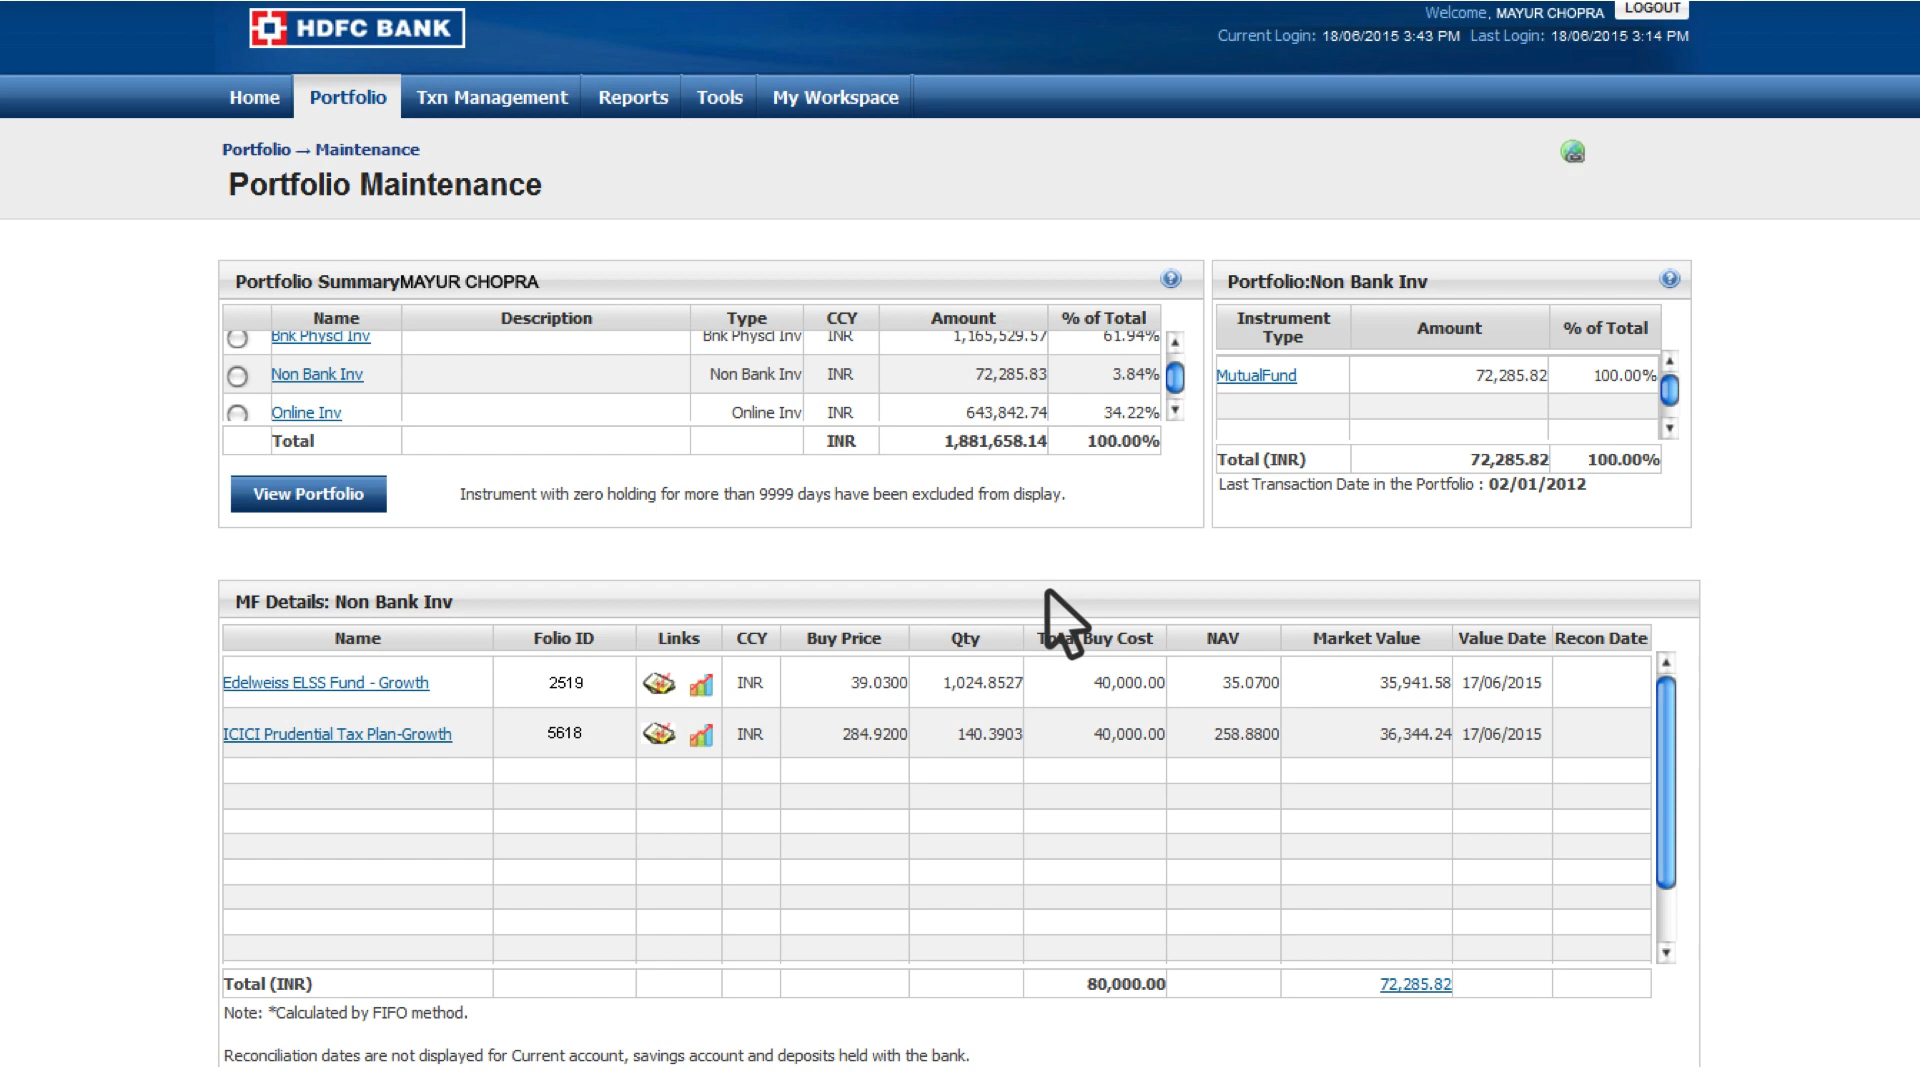 HDFC BANK
Welcome, MAYUR CHOPRA LOGOUT
Current Login: 18/06/2015 3:43 PM Last Login: 18/06/2015 3:14 PM
Home Portfolio Txn Management Reports Tools My Workspace
Portfolio → Maintenance
Portfolio Maintenance
Portfolio SummaryMAYUR CHOPRA
Name Description Type CCY Amount % of Total
Bnk Physcl Inv Bnk Physcl Inv INR 1,165,529.57 61.94%
Non Bank Inv Non Bank Inv INR 72,285.83 3.84%
Online Inv Online Inv INR 643,842.74 34.22%
Total INR 1,881,658.14 100.00%
View Portfolio Instrument with zero holding for more than 9999 days have been excluded from display.
Portfolio:Non Bank Inv
Instrument Type Amount % of Total
MutualFund 72,285.82 100.00%
Total (INR) 72,285.82 100.00%
Last Transaction Date in the Portfolio : 02/01/2012
MF Details: Non Bank Inv
Name Folio ID Links CCY Buy Price Qty Total Buy Cost NAV Market Value Value Date Recon Date
Edelweiss ELSS Fund - Growth 2519 INR 39.0300 1,024.8527 40,000.00 35.0700 35,941.58 17/06/2015
ICICI Prudential Tax Plan-Growth 5618 INR 284.9200 140.3903 40,000.00 258.8800 36,344.24 17/06/2015
Total (INR) 80,000.00 72,285.82
Note: *Calculated by FIFO method.
Reconciliation dates are not displayed for Current account, savings account and deposits held with the bank.